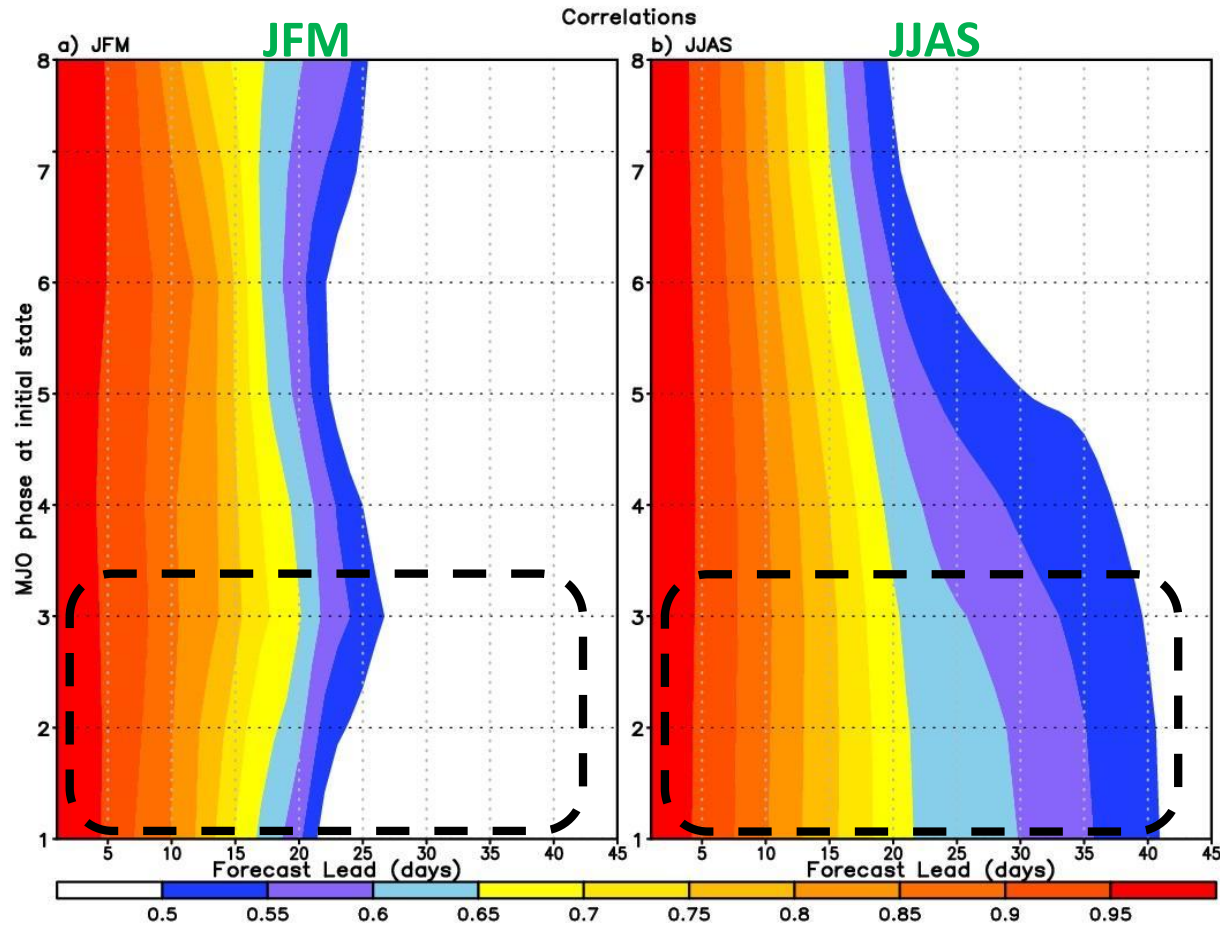 Correlations
a) JFM
JFM
b) JJAS
JJAS
MJO phase at initial state
8
7
6
5
4
3
2
1
5 10 15 20 25 30 35 40 45
Forecast Lead (days)
8
7
6
5
4
3
2
1
5 10 15 20 25 30 35 40 45
Forecast Lead (days)
0.5 0.55 0.6 0.65 0.7 0.75 0.8 0.85 0.9 0.95